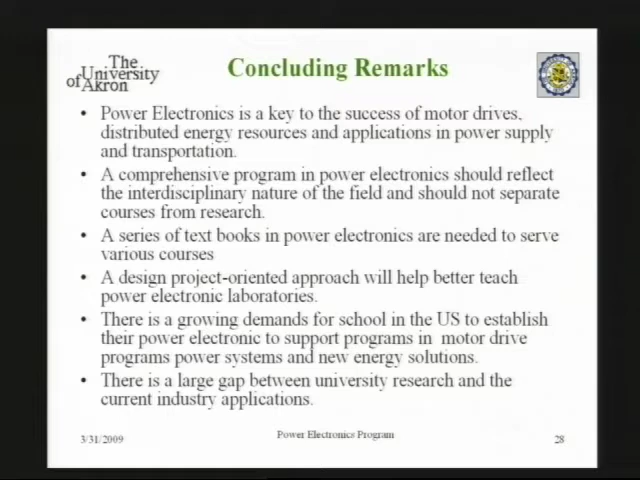 The
University
of Akron
Concluding Remarks
• Power Electronics is a key to the success of motor drives,
distributed energy resources and applications in power supply
and transportation.
• A comprehensive program in power electronics should reflect
the interdisciplinary nature of the field and should not separate
courses from research.
• A series of text books in power electronics are needed to serve
various courses
• A design project-oriented approach will help better teach
power electronic laboratories.
• There is a growing demands for school in the US to establish
their power electronic to support programs in motor drive
programs power systems and new energy solutions.
• There is a large gap between university research and the
current industry applications.
3/31/2009
Power Electronics Program
28